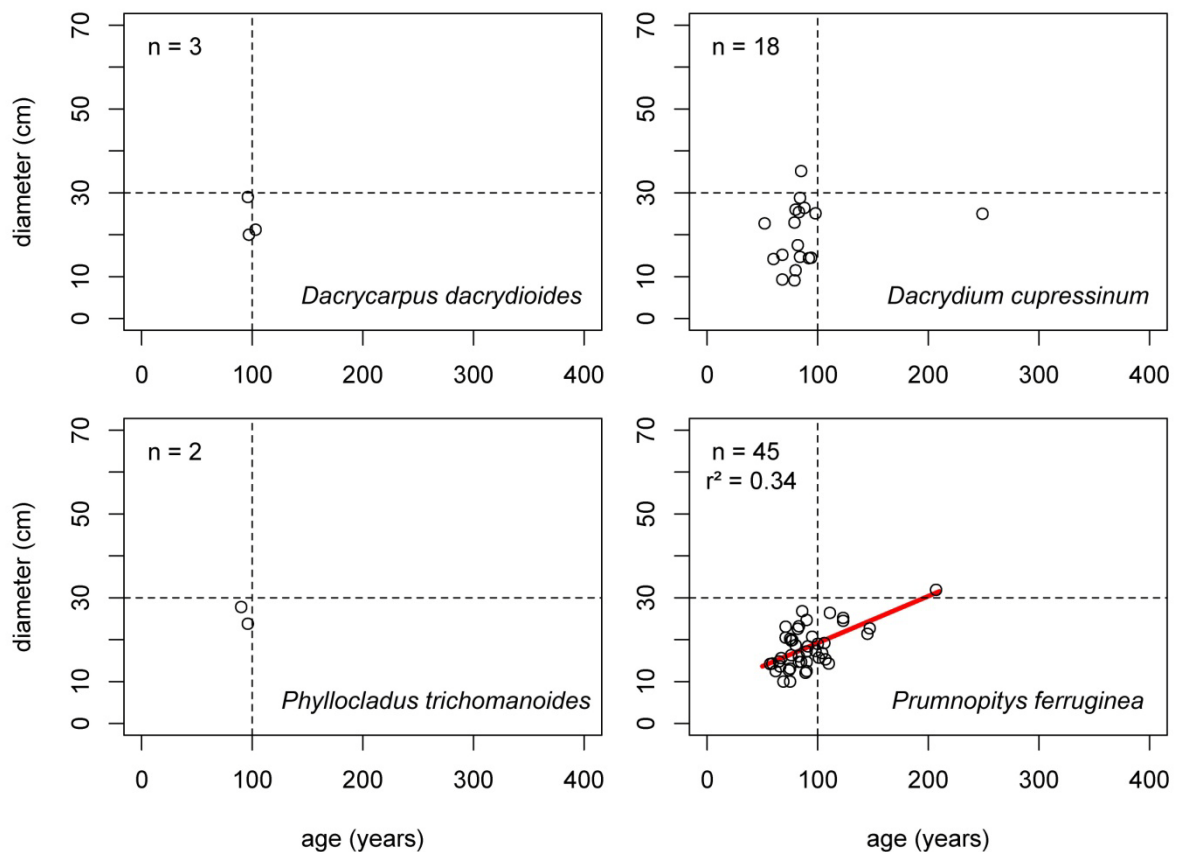 n = 3
diameter (cm)
0 10 30 50 70
Dacrycarpus dacrydioides
0 100 200 300 400
n = 18
0 10 30 50 70
Dacrydium cupressinum
0 100 200 300 400
n = 2
diameter (cm)
0 10 30 50 70
Phyllocladus trichomanoides
0 100 200 300 400
age (years)
n = 45
r² = 0.34
0 10 30 50 70
Prumnopitys ferruginea
0 100 200 300 400
age (years)